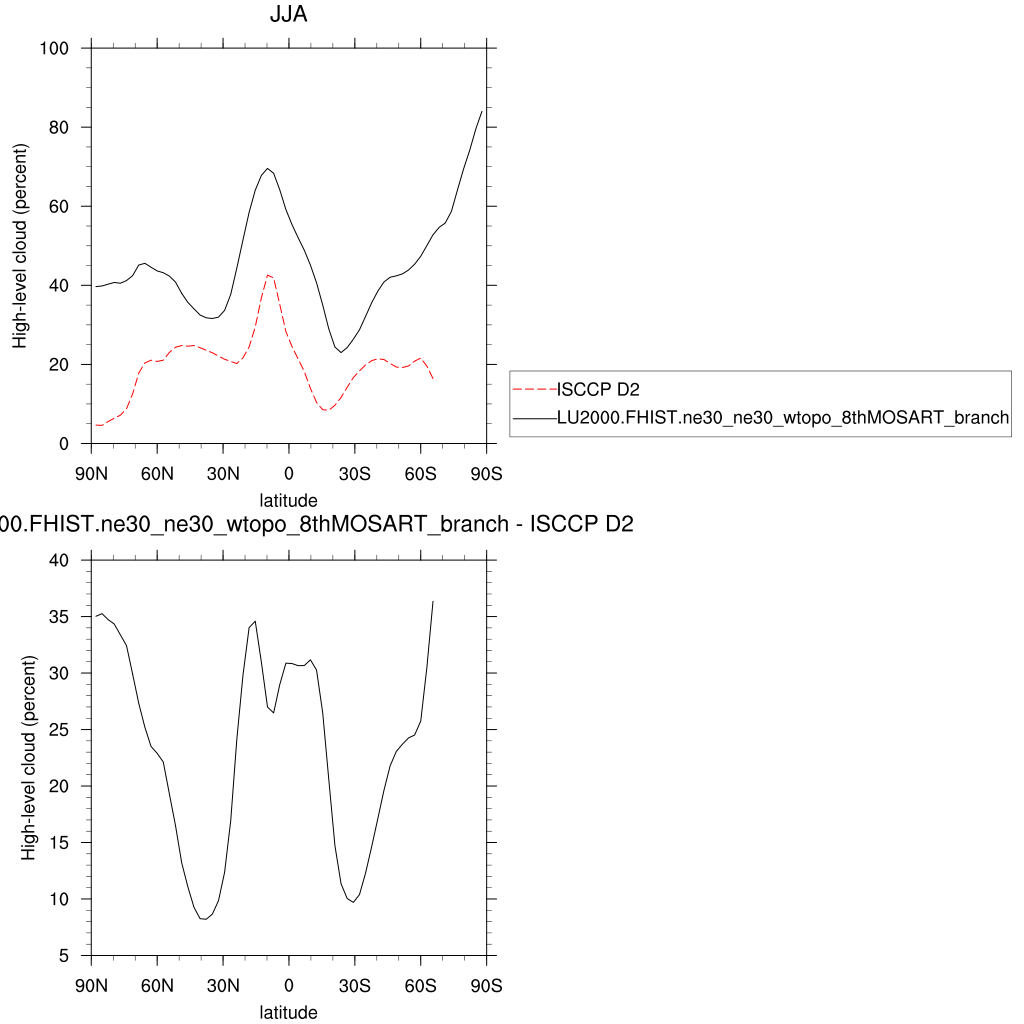 JJA
High-level cloud (percent)
100
80
60
40
20
0
90N 60N 30N 0 30S 60S 90S
latitude
ISCCP D2
LU2000.FHIST.ne30_ne30_wtopo_8thMOSART_branch
00.FHIST.ne30_ne30_wtopo_8thMOSART_branch - ISCCP D2
High-level cloud (percent)
40
35
30
25
20
15
10
5
90N 60N 30N 0 30S 60S 90S
latitude